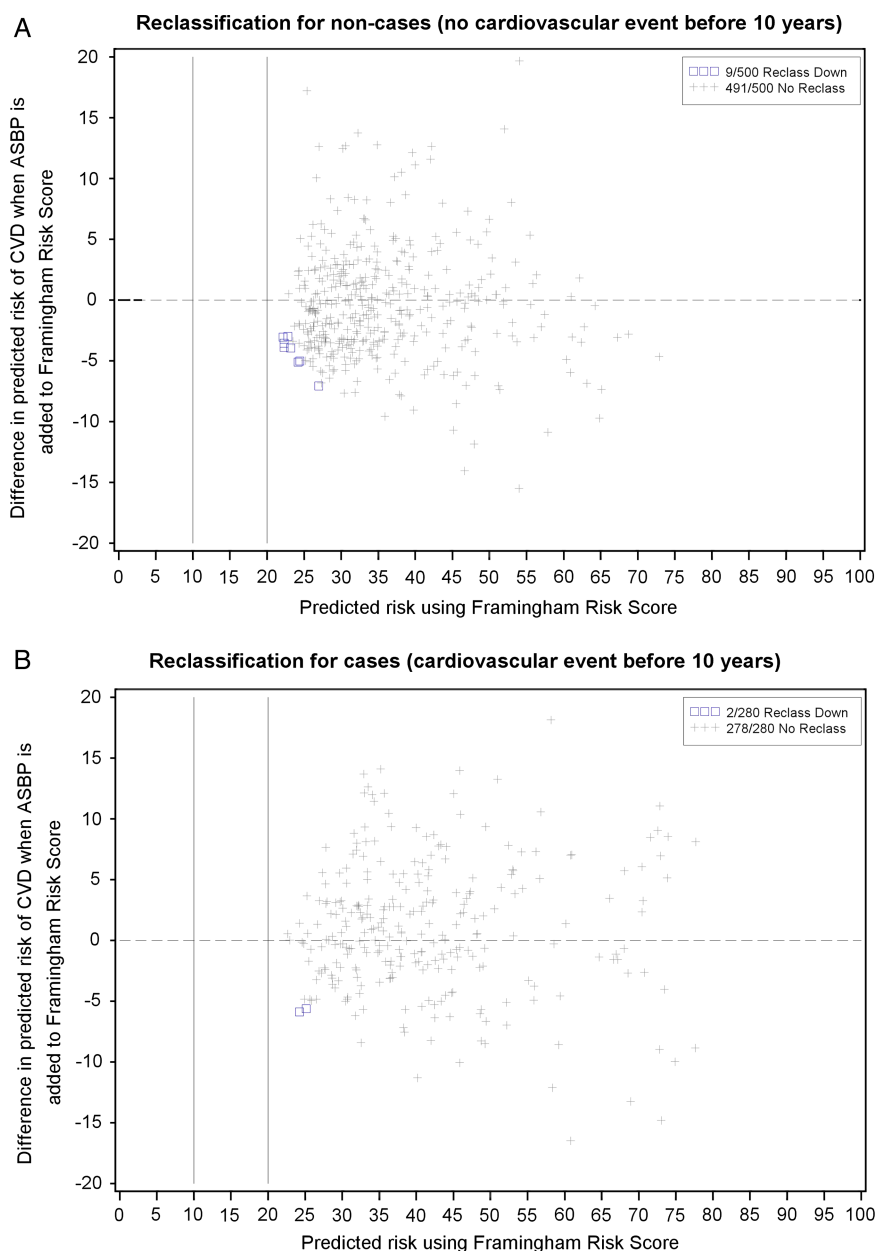 A
Reclassification for non-cases (no cardiovascular event before 10 years)
Difference in predicted risk of CVD when ASBP is
added to Framingham Risk Score
20
15
10
5
0
-5
-10
-15
-20
9/500 Reclass Down
491/500 No Reclass
0 5 10 15 20 25 30 35 40 45 50 55 60 65 70 75 80 85 90 95 100
Predicted risk using Framingham Risk Score
B
Reclassification for cases (cardiovascular event before 10 years)
Difference in predicted risk of CVD when ASBP is
added to Framingham Risk Score
20
15
10
5
0
-5
-10
-15
-20
2/280 Reclass Down
278/280 No Reclass
0 5 10 15 20 25 30 35 40 45 50 55 60 65 70 75 80 85 90 95 100
Predicted risk using Framingham Risk Score